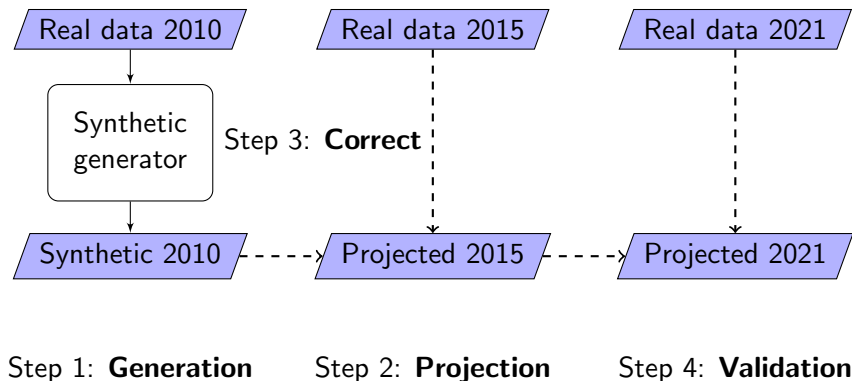 Real data 2010
Real data 2015
Real data 2021
Synthetic
generator
Step 3: Correct
Synthetic 2010
Projected 2015
Projected 2021
Step 1: Generation
Step 2: Projection
Step 4: Validation